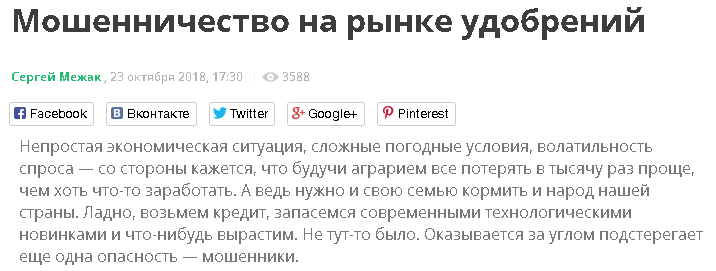 Мошенничество на рынке удобрений
Сергей Межак , 23 октября 2018, 17:30 3588
Facebook Вконтакте Twitter Google+ Pinterest
Непростая экономическая ситуация, сложные погодные условия, волатильность
спроса — со стороны кажется, что будучи аграрием все потерять в тысячу раз проще,
чем хоть что-то заработать. А ведь нужно и свою семью кормить и народ нашей
страны. Ладно, возьмем кредит, запасемся современными технологическими
новинками и что-нибудь вырастим. Не тут-то было. Оказывается за углом подстерегает
еще одна опасность — мошенники.